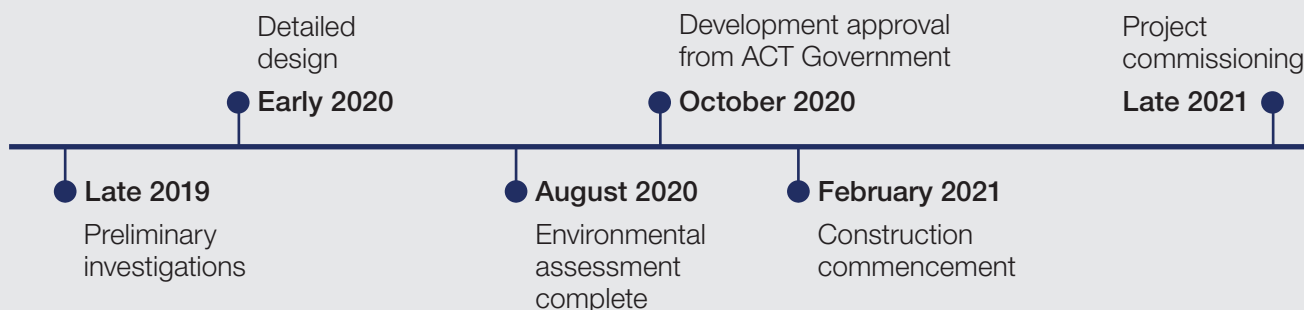 Detailed
design
Early 2020
Development approval
from ACT Government
October 2020
Project
commissioning
Late 2021
Late 2019
Preliminary
investigations
August 2020
Environmental
assessment
complete
February 2021
Construction
commencement